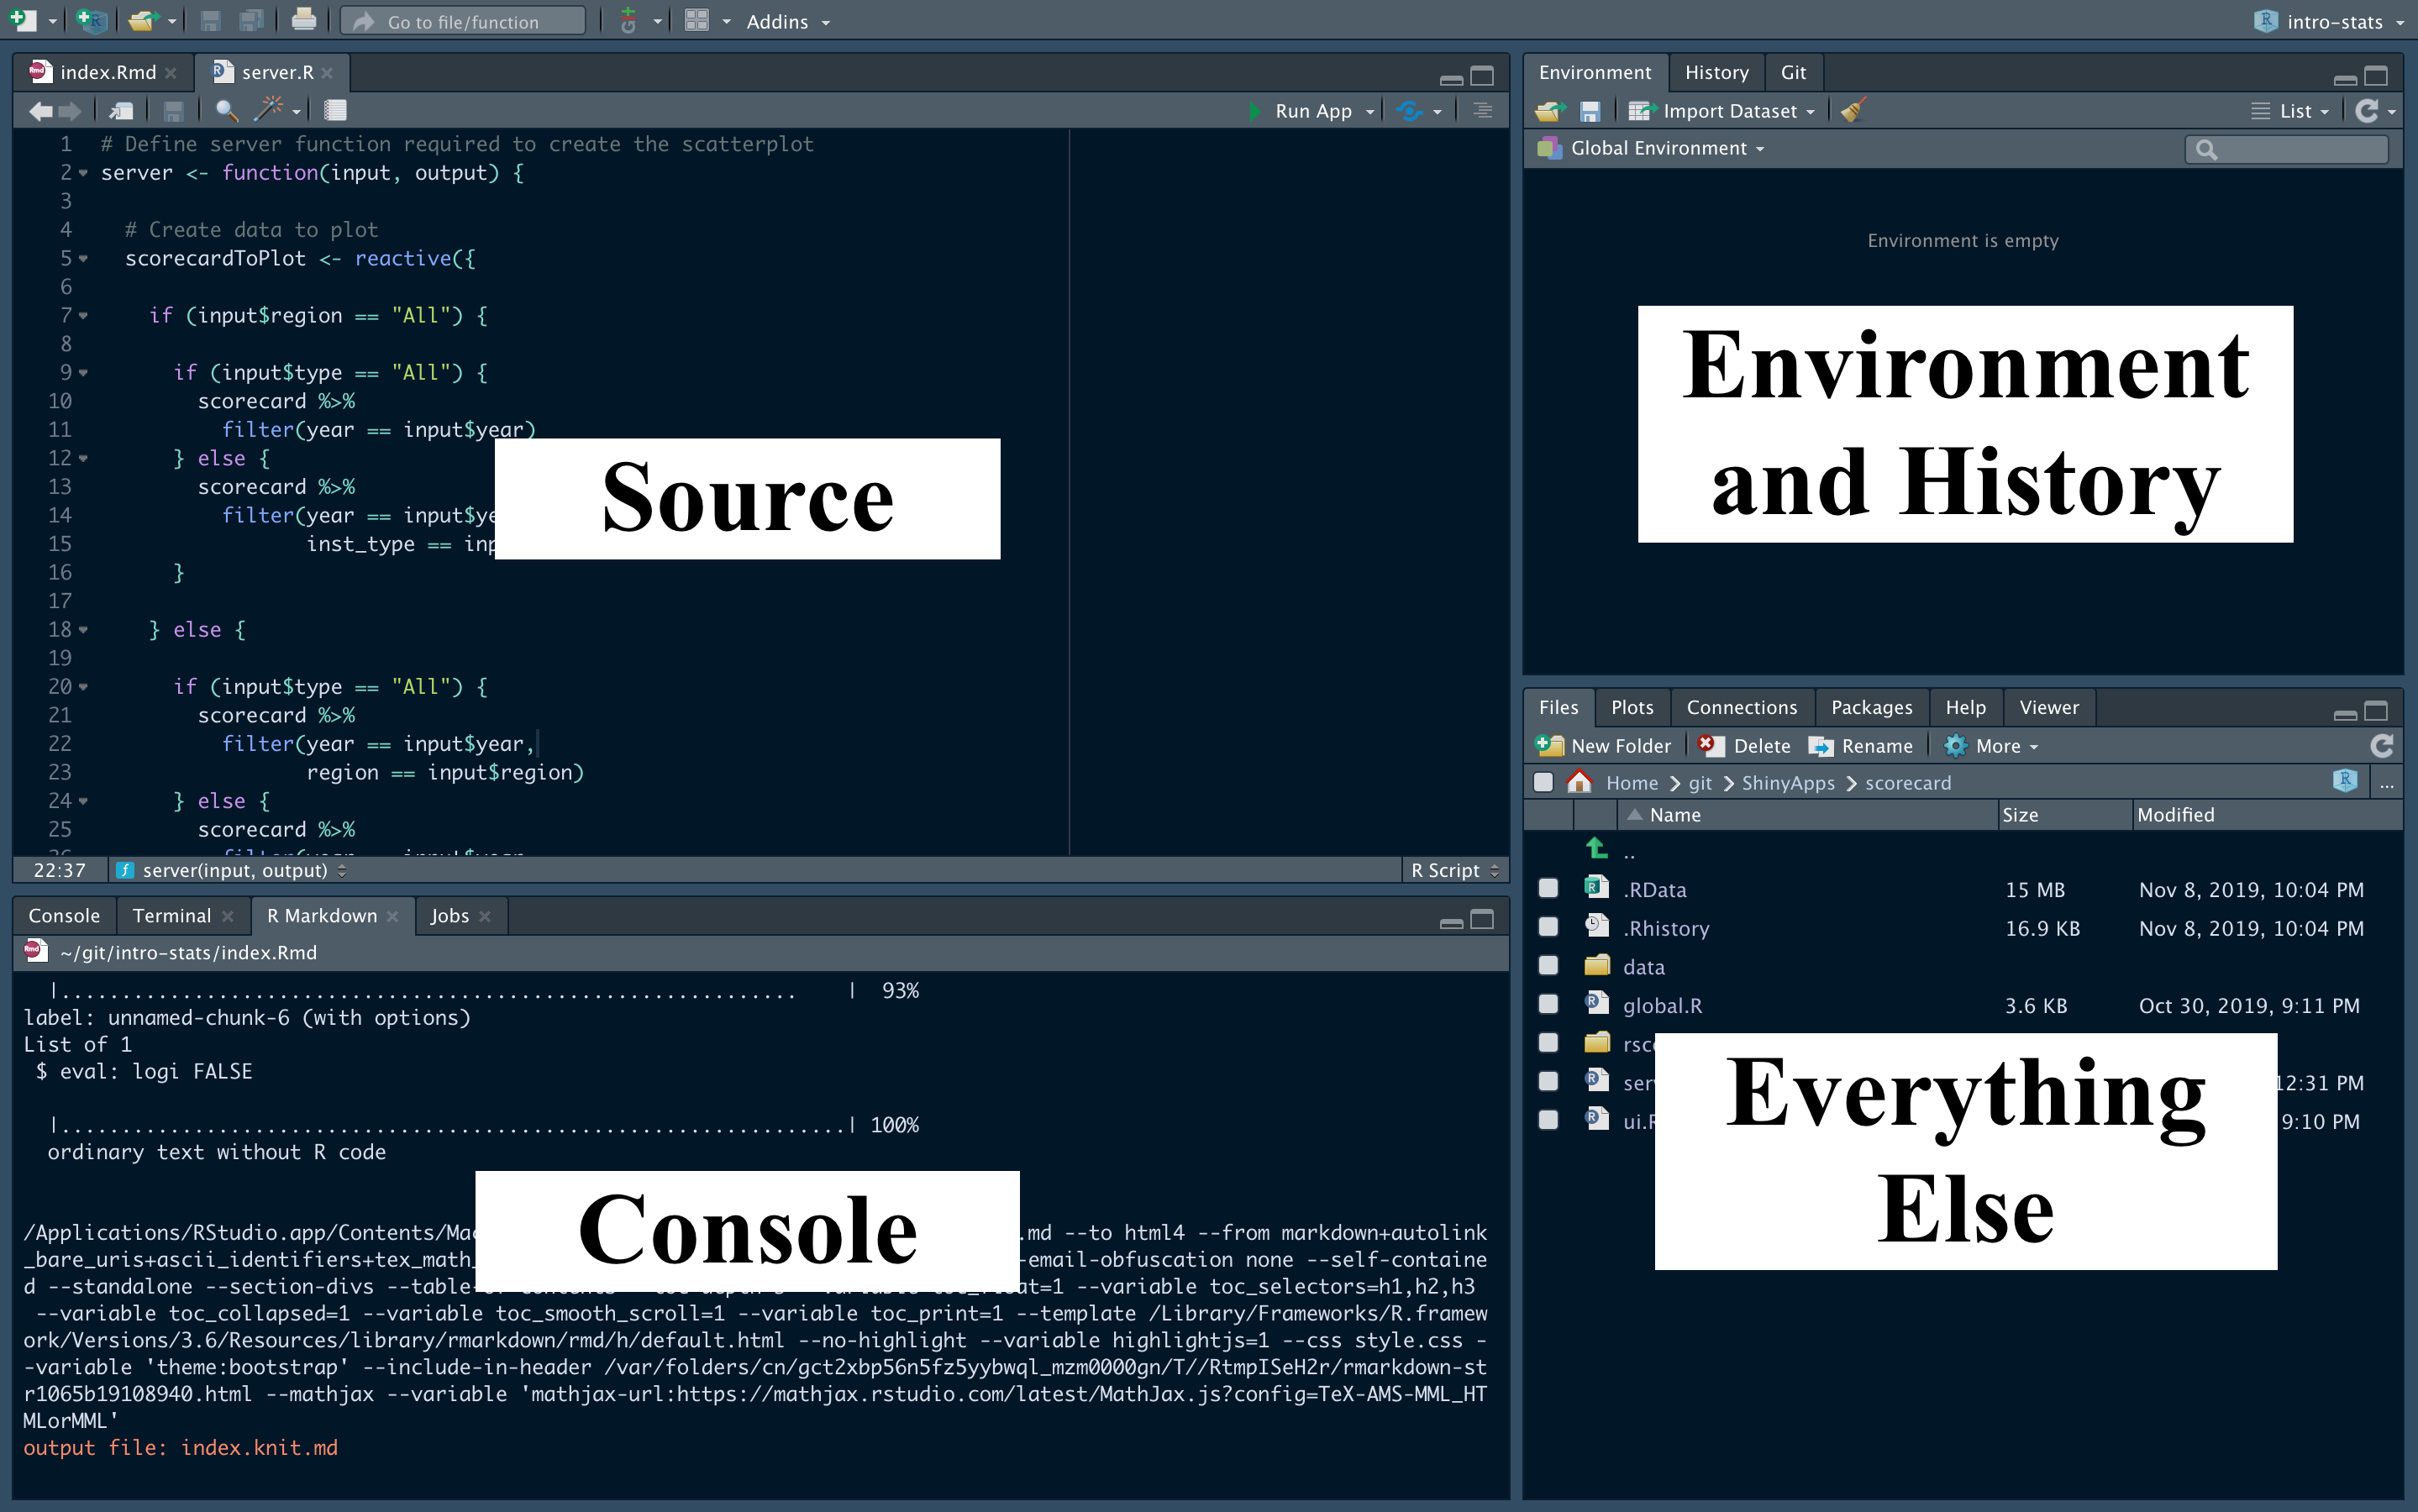 Go to file/function
Addins
intro-stats
index.Rmd
server.R
Run App
1 # Define server function required to create the scatterplot
2 server <- function(input, output) {
3
4 # Create data to plot
5 scorecardToPlot <- reactive({
6
7 if (input$region == "All") {
8
9 if (input$type == "All") {
10 scorecard %>%
11 filter(year == input$year)
12 } else {
13 scorecard %>%
14 filter(year == input$ye
15 inst_type == inp
16 }
17
18 } else {
19
20 if (input$type == "All") {
21 scorecard %>%
22 filter(year == input$year,
23 region == input$region)
24 } else {
25 scorecard %>%
Source
22:37 server(input, output) R Script
Console Terminal R Markdown Jobs
~/git/intro-stats/index.Rmd
|............................................................. | 93%
label: unnamed-chunk-6 (with options)
List of 1
$ eval: logi FALSE
|.................................................................| 100%
ordinary text without R code
Console
/Applications/RStudio.app/Contents/Mac .md --to html4 --from markdown+autolink
_bare_uris+ascii_identifiers+tex_math_ -email-obfuscation none --self-containe
d --standalone --section-divs --table- at=1 --variable toc_selectors=h1,h2,h3
--variable toc_collapsed=1 --variable toc_smooth_scroll=1 --variable toc_print=1 --template /Library/Frameworks/R.framew
ork/Versions/3.6/Resources/library/rmarkdown/rmd/h/default.html --no-highlight --variable highlightjs=1 --css style.css -
-variable 'theme:bootstrap' --include-in-header /var/folders/cn/gct2xbp56n5fz5yybwql_mzm0000gn/T//RtmpISeH2r/rmarkdown-st
r1065b19108940.html --mathjax --variable 'mathjax-url:https://mathjax.rstudio.com/latest/MathJax.js?config=TeX-AMS-MML_HT
MLorMML'
output file: index.knit.md
Environment History Git
Import Dataset List
Global Environment
Environment is empty
Environment
and History
Files Plots Connections Packages Help Viewer
New Folder Delete Rename More
Home git ShinyApps scorecard ...
Name Size Modified
..
.RData 15 MB Nov 8, 2019, 10:04 PM
.Rhistory 16.9 KB Nov 8, 2019, 10:04 PM
data
global.R 3.6 KB Oct 30, 2019, 9:11 PM
rsc
ser 12:31 PM
ui.R 9:10 PM
Everything
Else